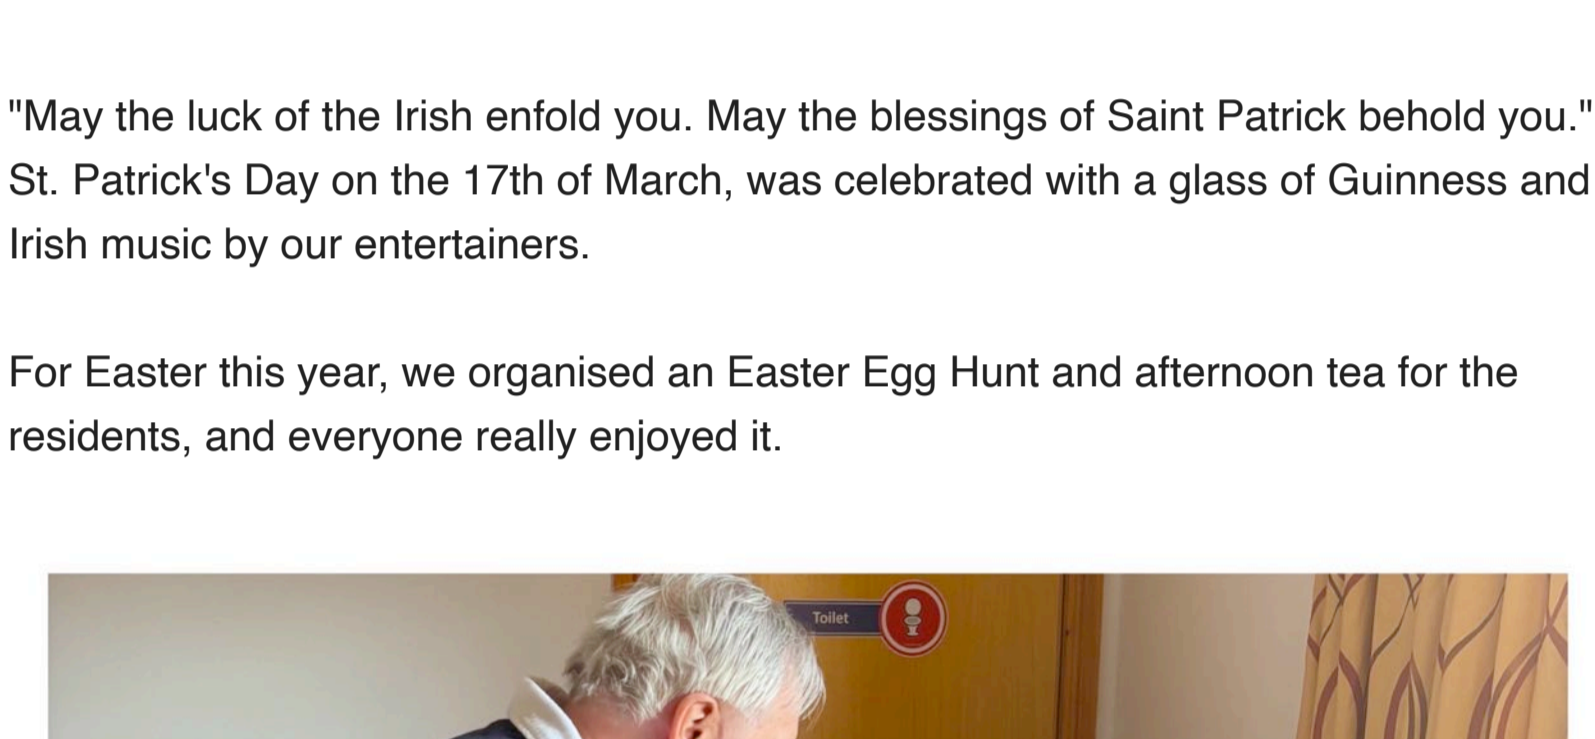 "May the luck of the Irish enfold you. May the blessings of Saint Patrick behold you."
St. Patrick's Day on the 17th of March, was celebrated with a glass of Guinness and
Irish music by our entertainers.
For Easter this year, we organised an Easter Egg Hunt and afternoon tea for the
residents, and everyone really enjoyed it.
Toilet